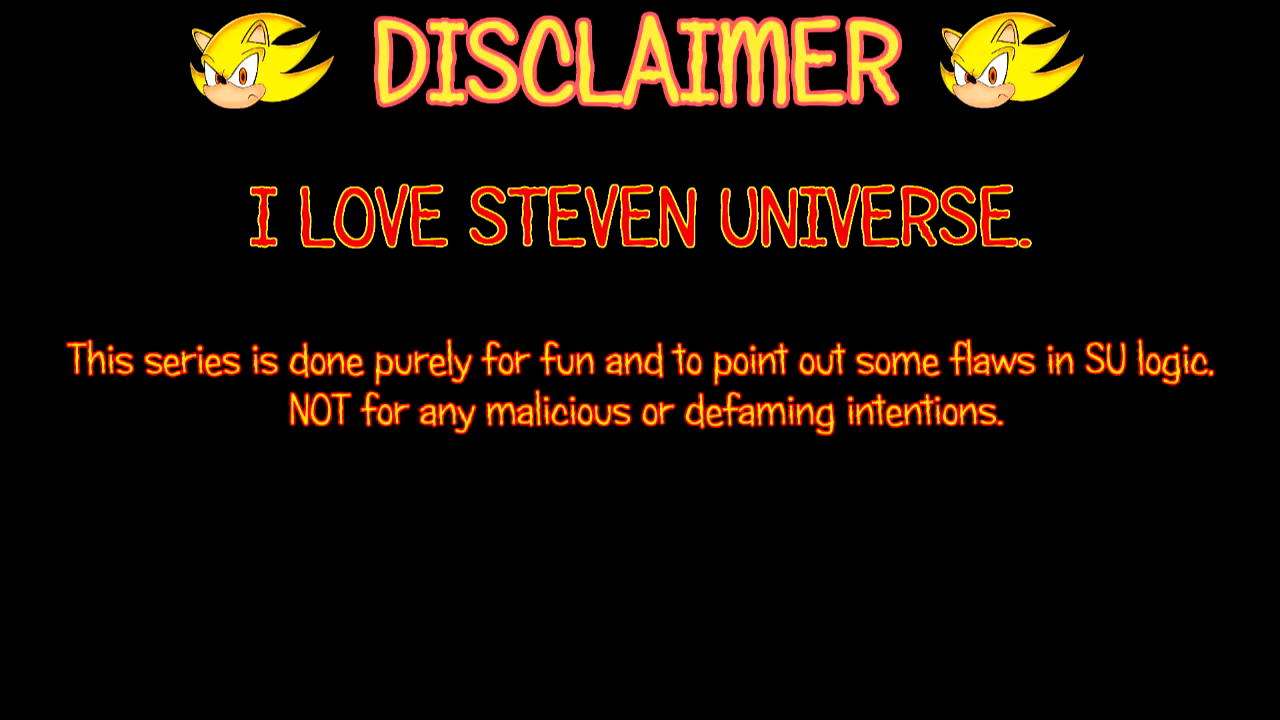 DISCLAIMER
I LOVE STEVEN UNIVERSE.
This series is done purely for fun and to point out some flaws in SU logic.
NOT for any malicious or defaming intentions.